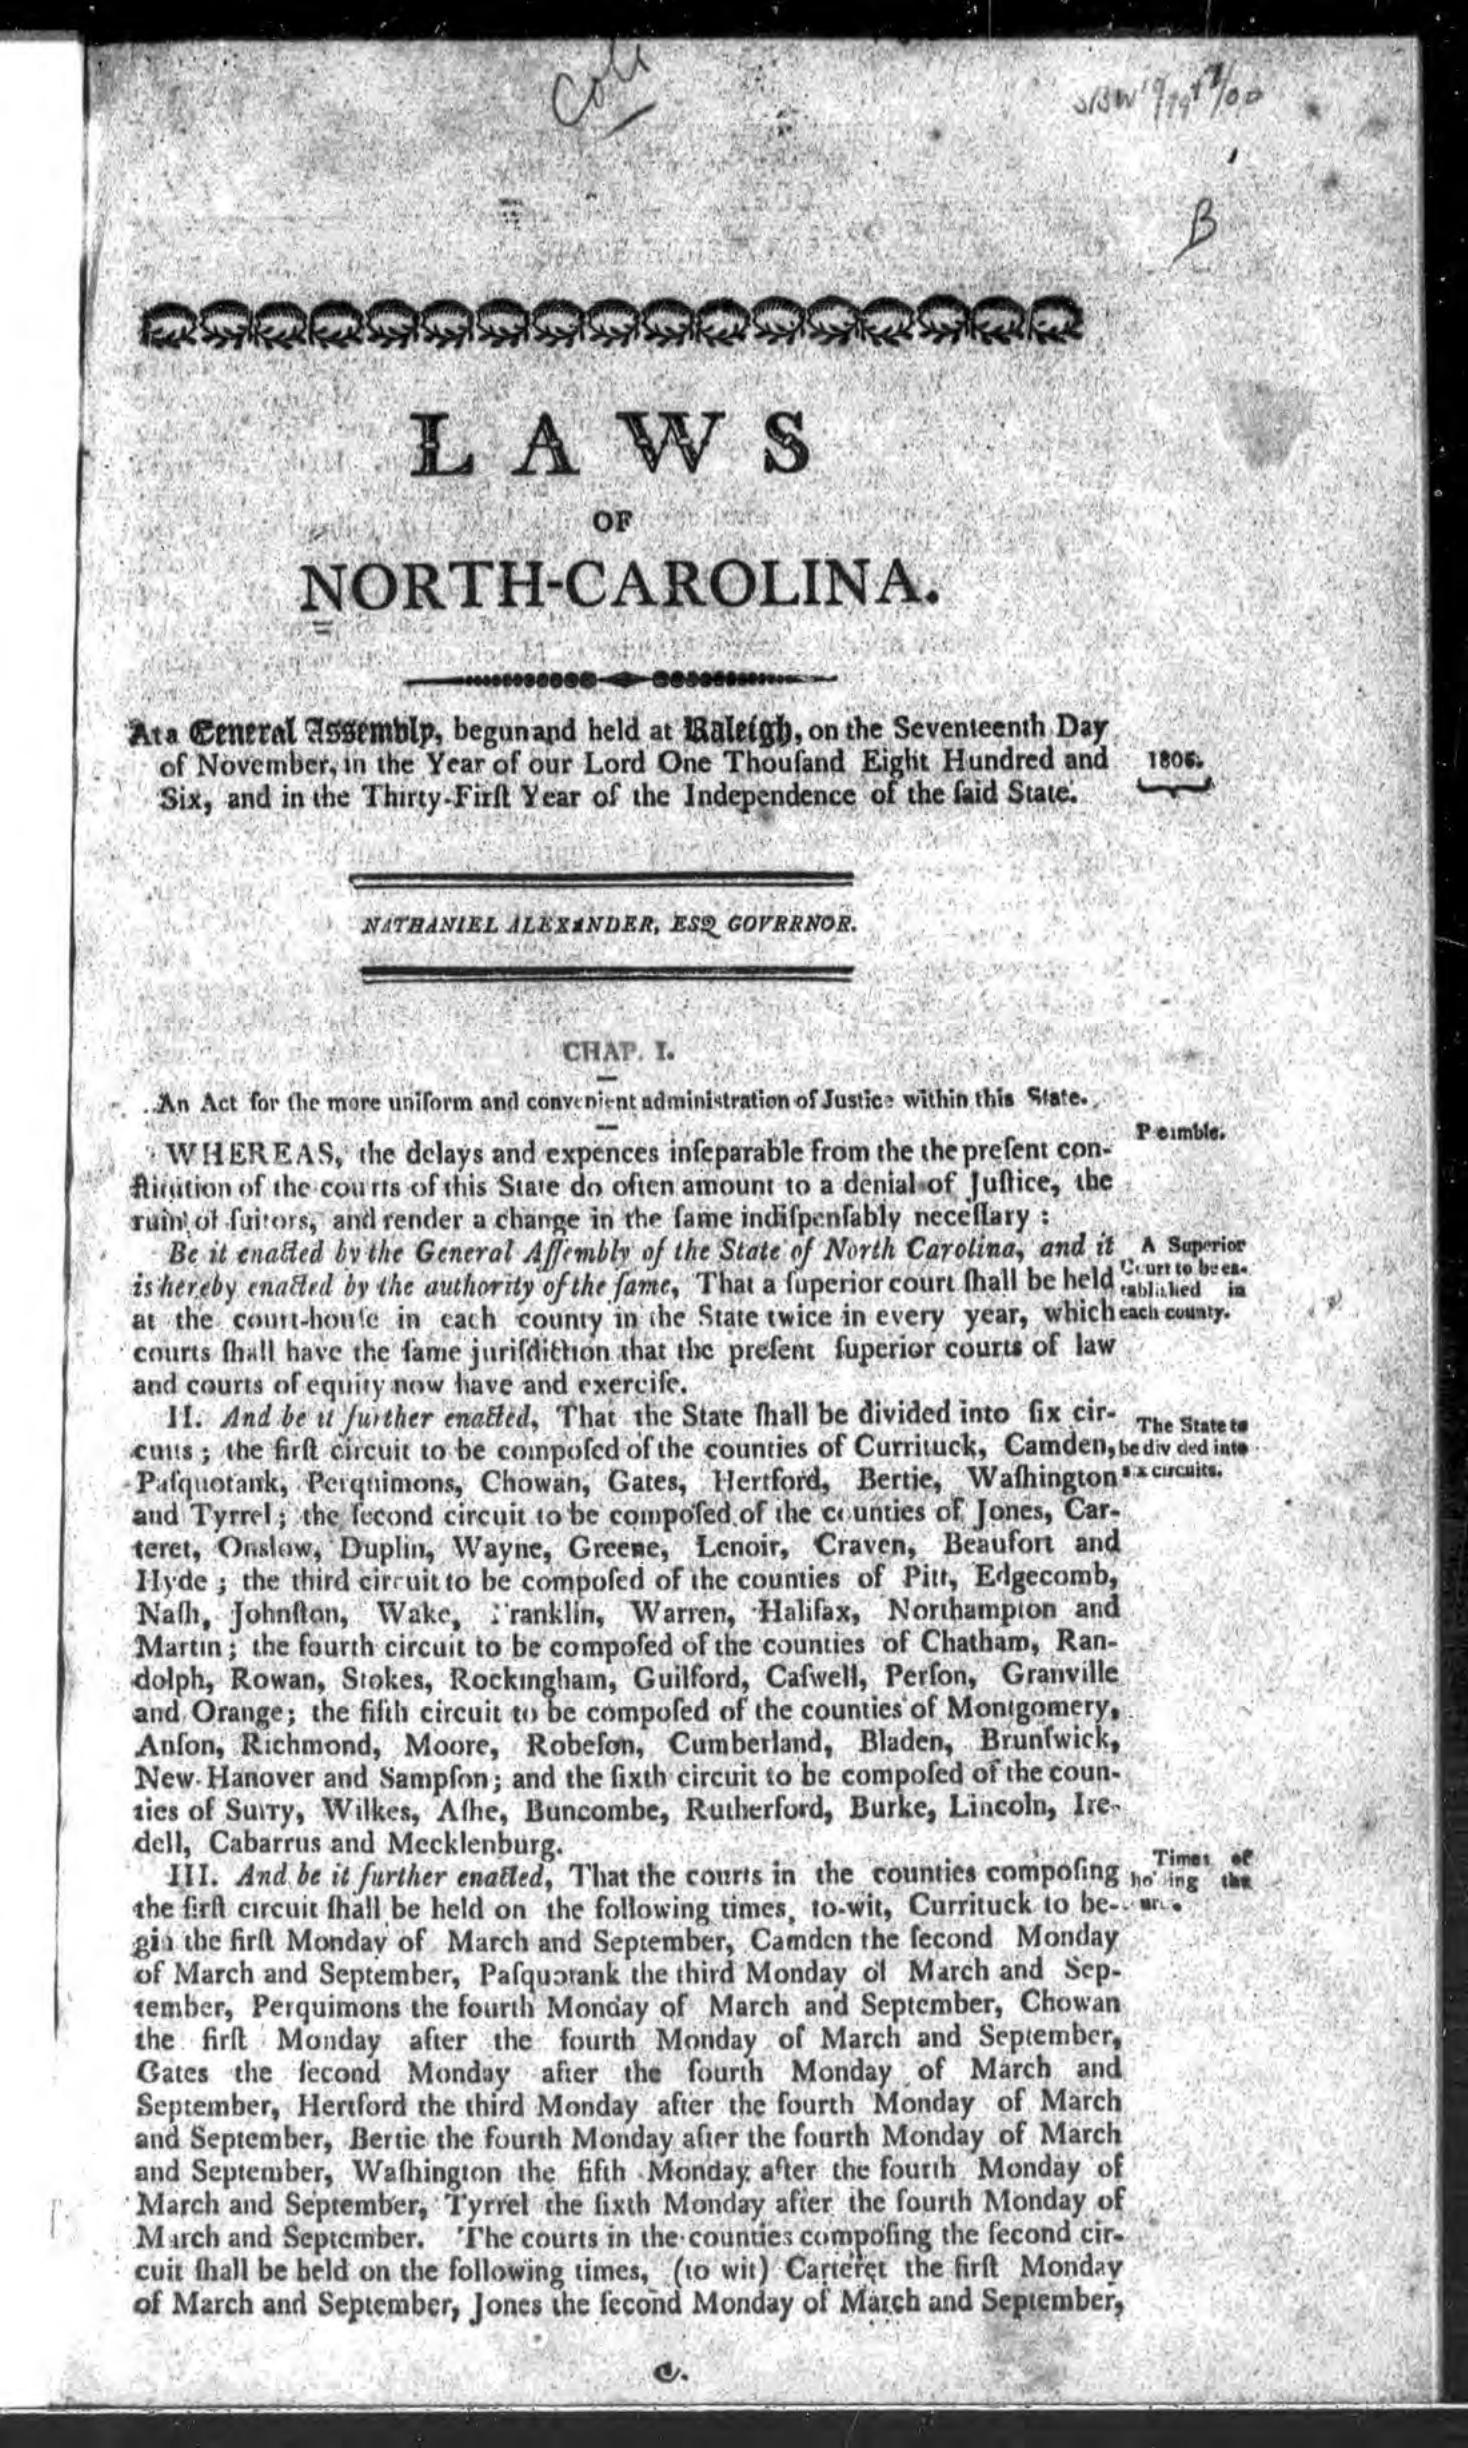 Cole
B
LAWS
OF
NORTH-CAROLINA.
At a General Assembly, begun and held at Raleigh, on the Seventeenth Day
of November, in the Year of our Lord One Thouſand Eight Hundred and
Six, and in the Thirty-Firſt Year of the Independence of the ſaid State.
1806.
NATHANIEL ALEXANDER, ESQ GOVERNOR.
CHAP. I.
An Act for the more uniform and convenient administration of Justice within this State.
WHEREAS, the delays and expences inſeparable from the the preſent con-
ſtitution of the courts of this State do often amount to a denial of Juſtice, the
ruin of ſuitors, and render a change in the ſame indiſpenſably neceſſary :
Be it enacted by the General Aſſembly of the State of North Carolina, and it
is hereby enacted by the authority of the ſame, That a ſuperior court ſhall be held
at the court-houſe in each county in the State twice in every year, which
courts ſhall have the ſame juriſdiction that the preſent ſuperior courts of law
and courts of equity now have and exerciſe.
II. And be it further enacted, That the State ſhall be divided into ſix cir-
cuits ; the firſt circuit to be compoſed of the counties of Currituck, Camden,
Paſquotank, Perquimons, Chowan, Gates, Hertford, Bertie, Waſhington
and Tyrrel ; the ſecond circuit to be compoſed of the counties of Jones, Car-
teret, Onslow, Duplin, Wayne, Greene, Lenoir, Craven, Beaufort and
Hyde ; the third circuit to be compoſed of the counties of Pitt, Edgecomb,
Naſh, Johnſton, Wake, Franklin, Warren, Halifax, Northampton and
Martin ; the fourth circuit to be compoſed of the counties of Chatham, Ran-
dolph, Rowan, Stokes, Rockingham, Guilford, Caſwell, Perſon, Granville
and Orange; the fifth circuit to be compoſed of the counties of Montgomery,
Anſon, Richmond, Moore, Robeſon, Cumberland, Bladen, Brunſwick,
New-Hanover and Sampſon; and the ſixth circuit to be compoſed of the coun-
ties of Surry, Wilkes, Aſhe, Buncombe, Rutherford, Burke, Lincoln, Ire-
dell, Cabarrus and Mecklenburg.
III. And be it further enacted, That the courts in the counties compoſing
the firſt circuit ſhall be held on the following times, to-wit, Currituck to be-
gin the firſt Monday of March and September, Camden the ſecond Monday
of March and September, Paſquotank the third Monday of March and Sep-
tember, Perquimons the fourth Monday of March and September, Chowan
the firſt Monday after the fourth Monday of March and September,
Gates the ſecond Monday after the fourth Monday of March and
September, Hertford the third Monday after the fourth Monday of March
and September, Bertie the fourth Monday after the fourth Monday of March
and September, Waſhington the fifth Monday after the fourth Monday of
March and September, Tyrrel the ſixth Monday after the fourth Monday of
March and September. The courts in the counties compoſing the ſecond cir-
cuit ſhall be held on the following times, (to wit) Carteret the firſt Monday
of March and September, Jones the ſecond Monday of March and September,
Peimble.
A Superior
Court to be es-
tablished in
each county.
The State to
be divided into
six circuits.
Times of
holding the